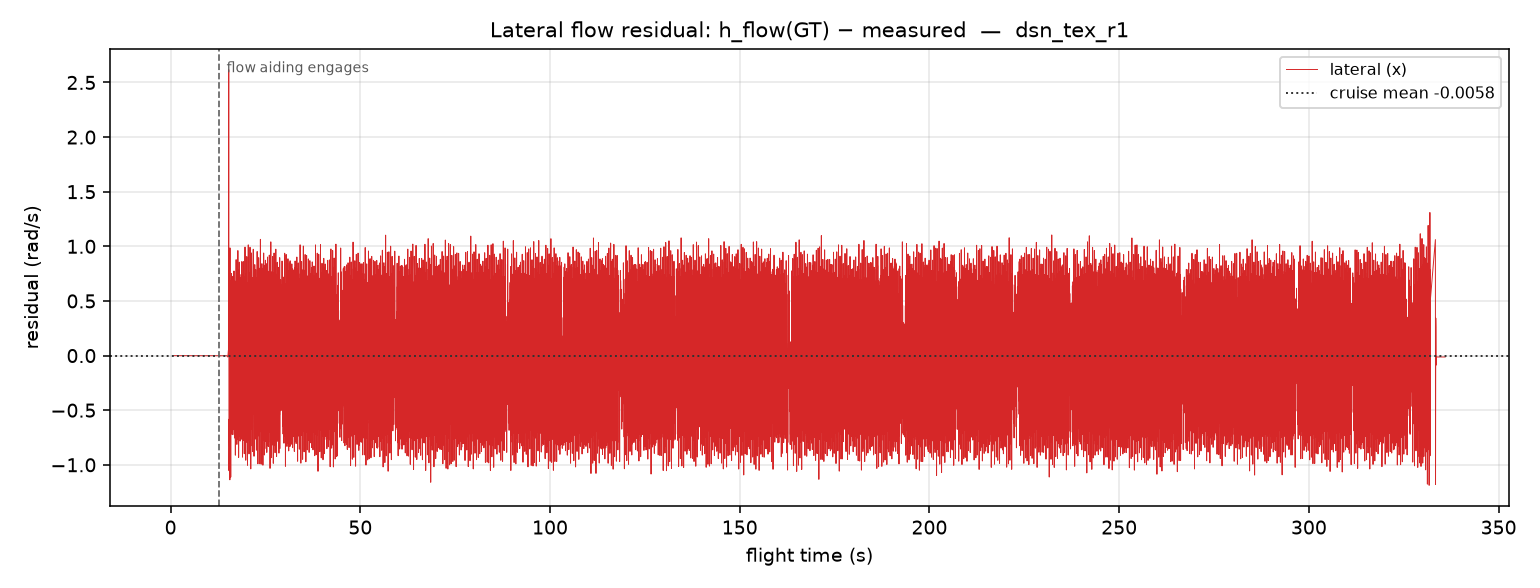 Lateral flow residual: h_flow(GT) − measured — dsn_tex_r1
flow aiding engages
lateral (x)
cruise mean -0.0058
residual (rad/s)
2.5
2.0
1.5
1.0
0.5
0.0
−0.5
−1.0
0 50 100 150 200 250 300 350
flight time (s)